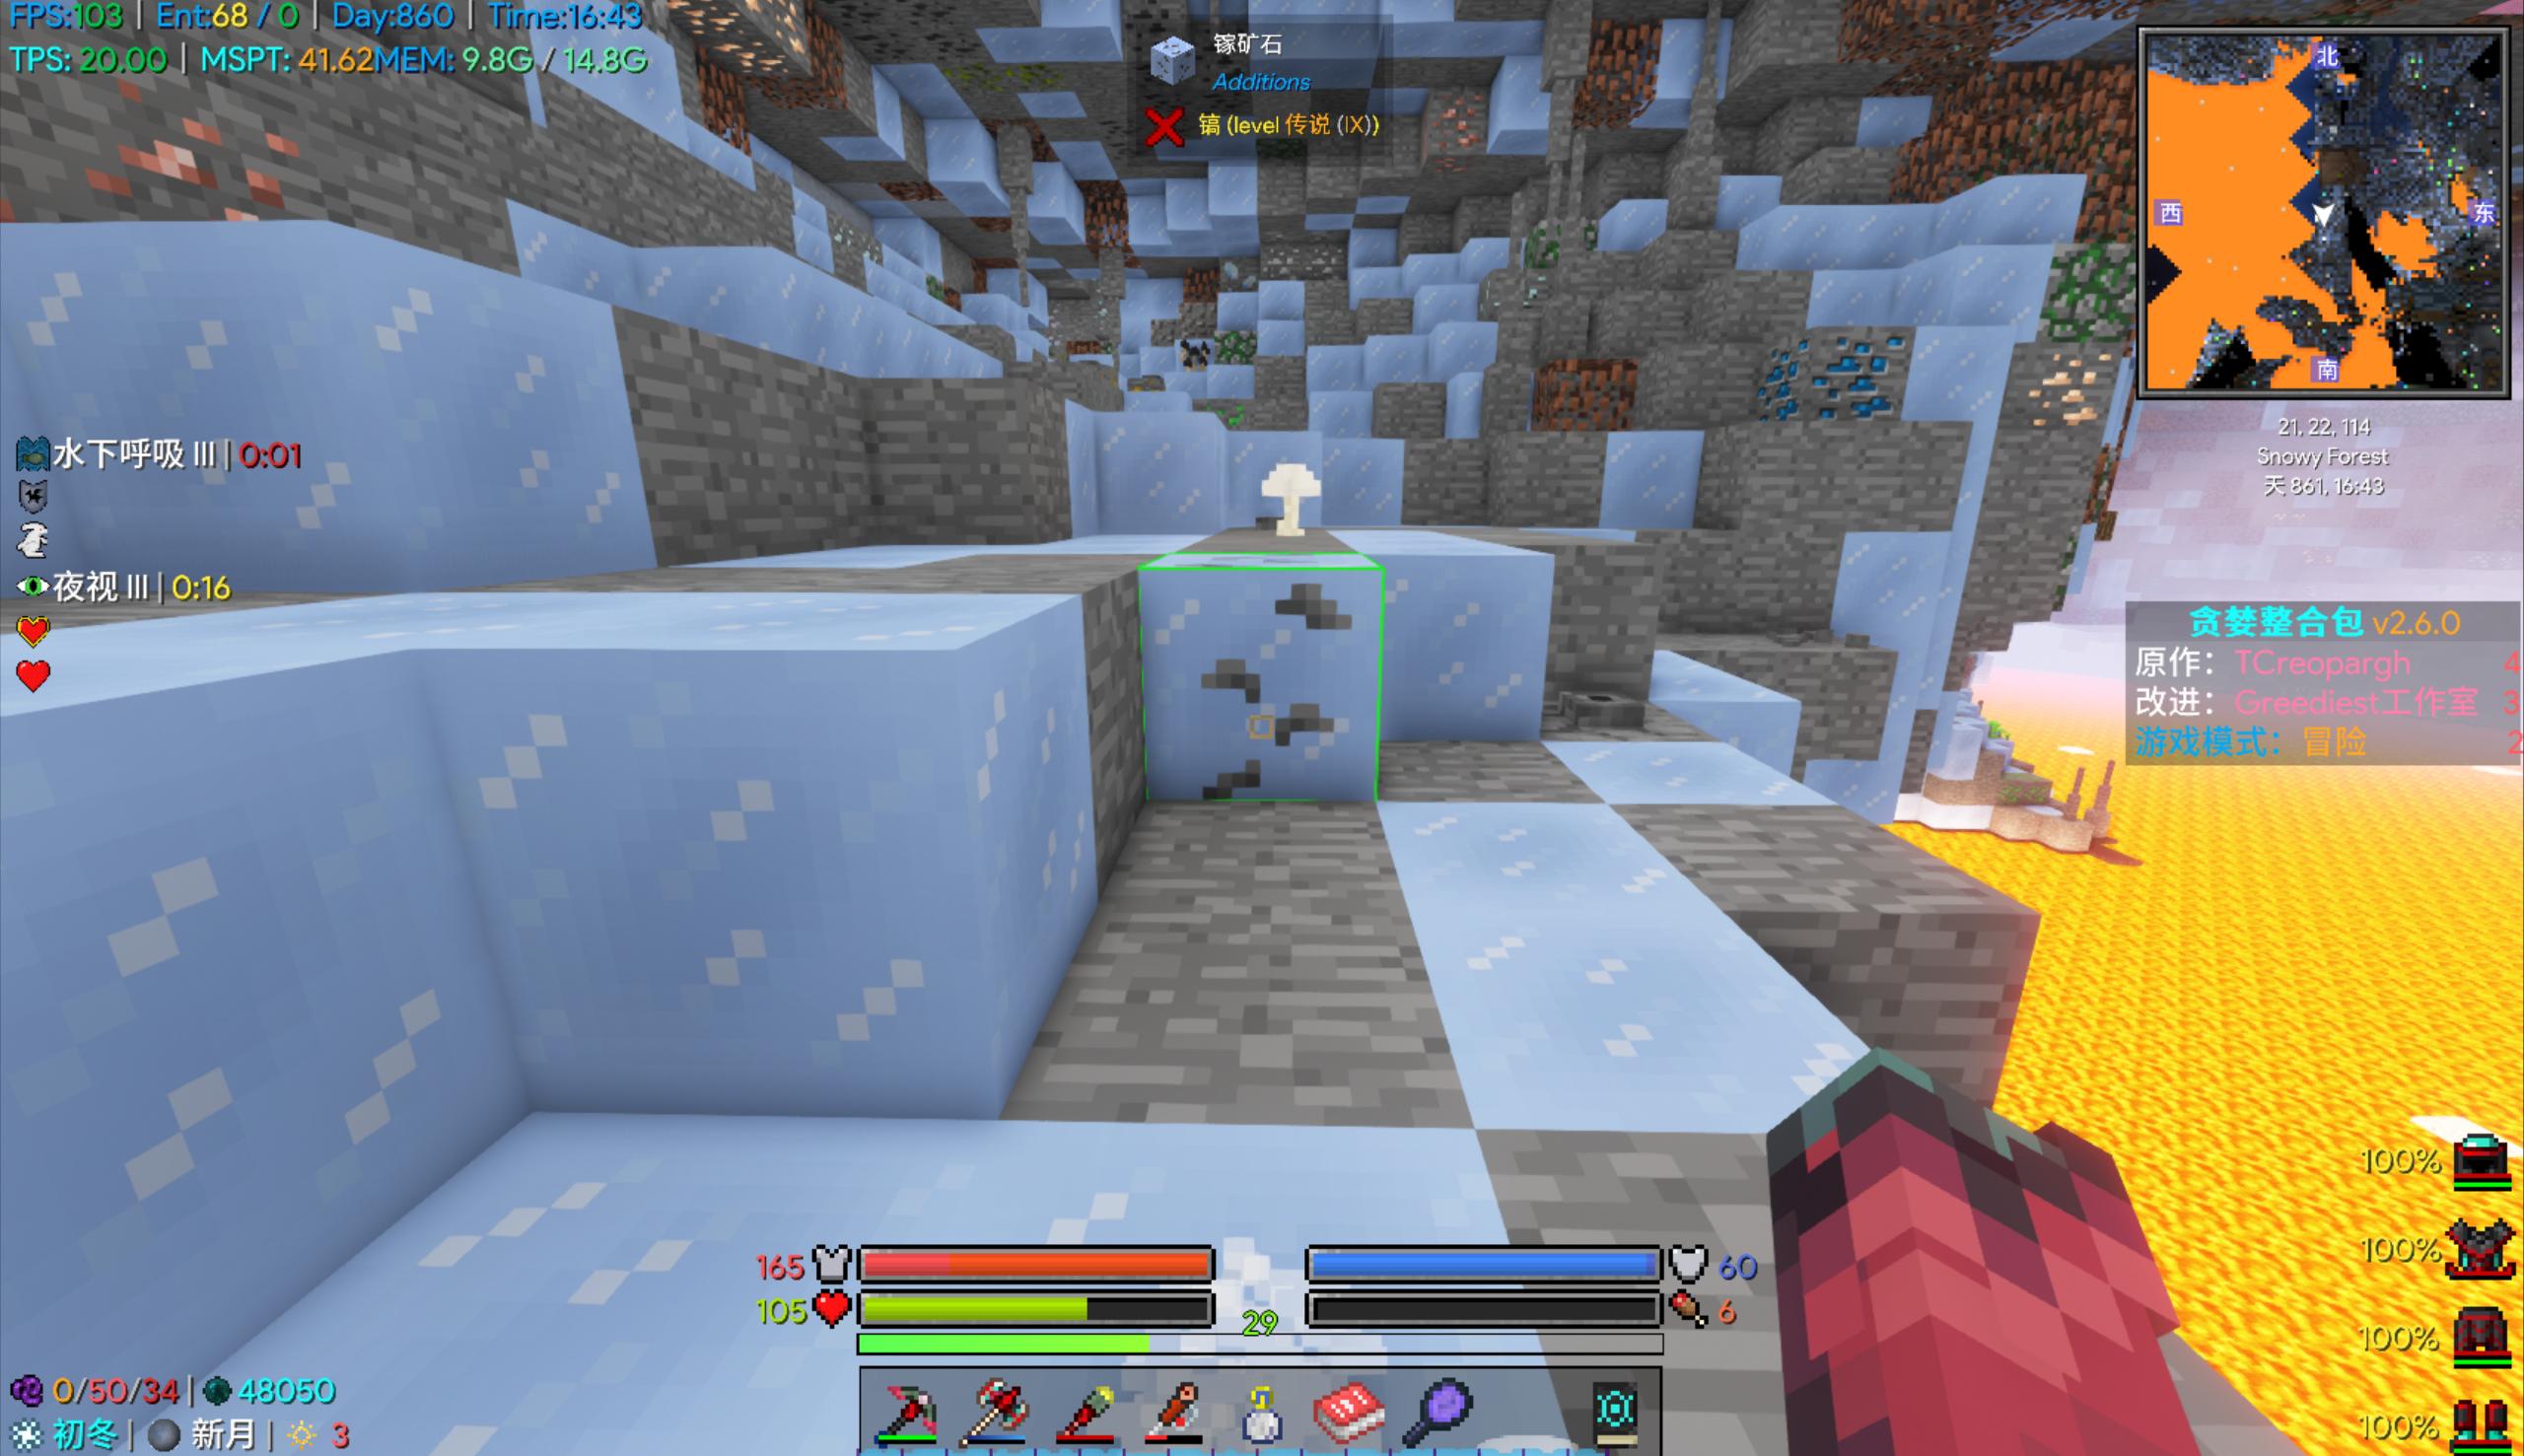 FPS:103 | Ent:68 / 0 | Day:860 | Time:16:43
TPS: 20.00 | MSPT: 41.62MEM: 9.8G / 14.8G
镓矿石
Additions
镐 (level 传说 (IX))
北
西
东
南
21, 22, 114
Snowy Forest
天 861, 16:43
水下呼吸 III | 0:01
夜视 III | 0:16
贪婪整合包 v2.6.0
原作: TCreopargh 4
改进: Greediest工作室 3
游戏模式: 冒险 2
100%
100%
100%
100%
165
60
105
29
6
0/50/34 | 48050
初冬 | 新月 | 3